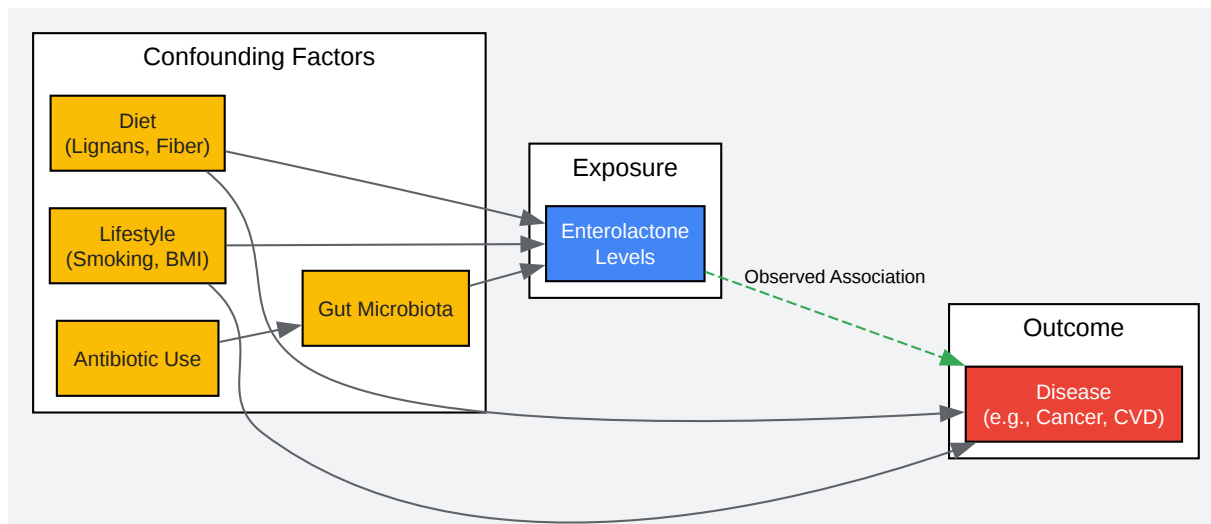 Confounding Factors
Diet
(Lignans, Fiber)
Lifestyle
(Smoking, BMI)
Gut Microbiota
Antibiotic Use
Exposure
Enterolactone
Levels
Observed Association
Outcome
Disease
(e.g., Cancer, CVD)